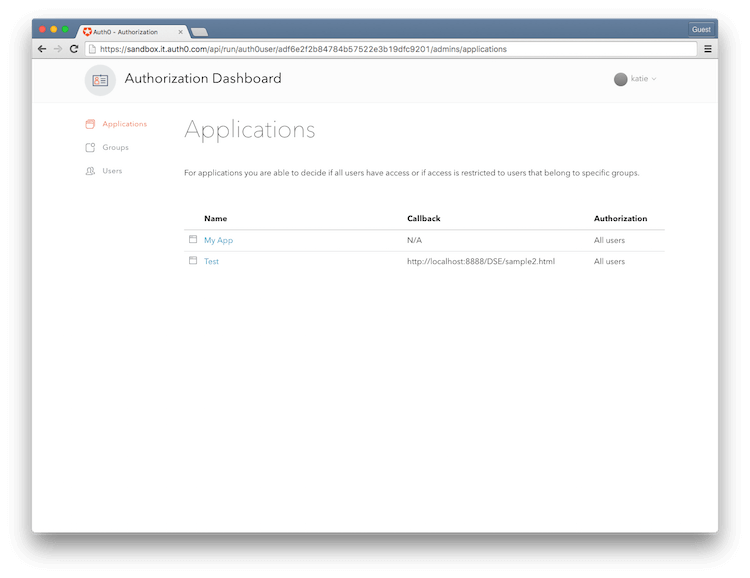 Auth0 - Authorization
Guest
https://sandbox.it.auth0.com/api/run/auth0user/adf6e2f2b84784b57522e3b19dfc9201/admins/applications
Authorization Dashboard
katie
Applications
Groups
Users
Applications
For applications you are able to decide if all users have access or if access is restricted to users that belong to specific groups.
Name Callback Authorization
My App N/A All users
Test http://localhost:8888/DSE/sample2.html All users